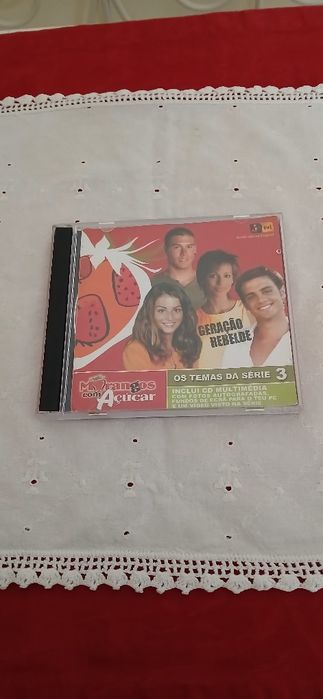 GERAÇÃO
REBELDE
Morangos
com Açúcar
OS TEMAS DA SÉRIE 3
INCLUI CD MULTIMÉDIA
COM FOTOS AUTOGRAFADAS,
FUNDOS DE ECRÃ PARA O TEU PC
E UM VÍDEO VISTO NA SÉRIE